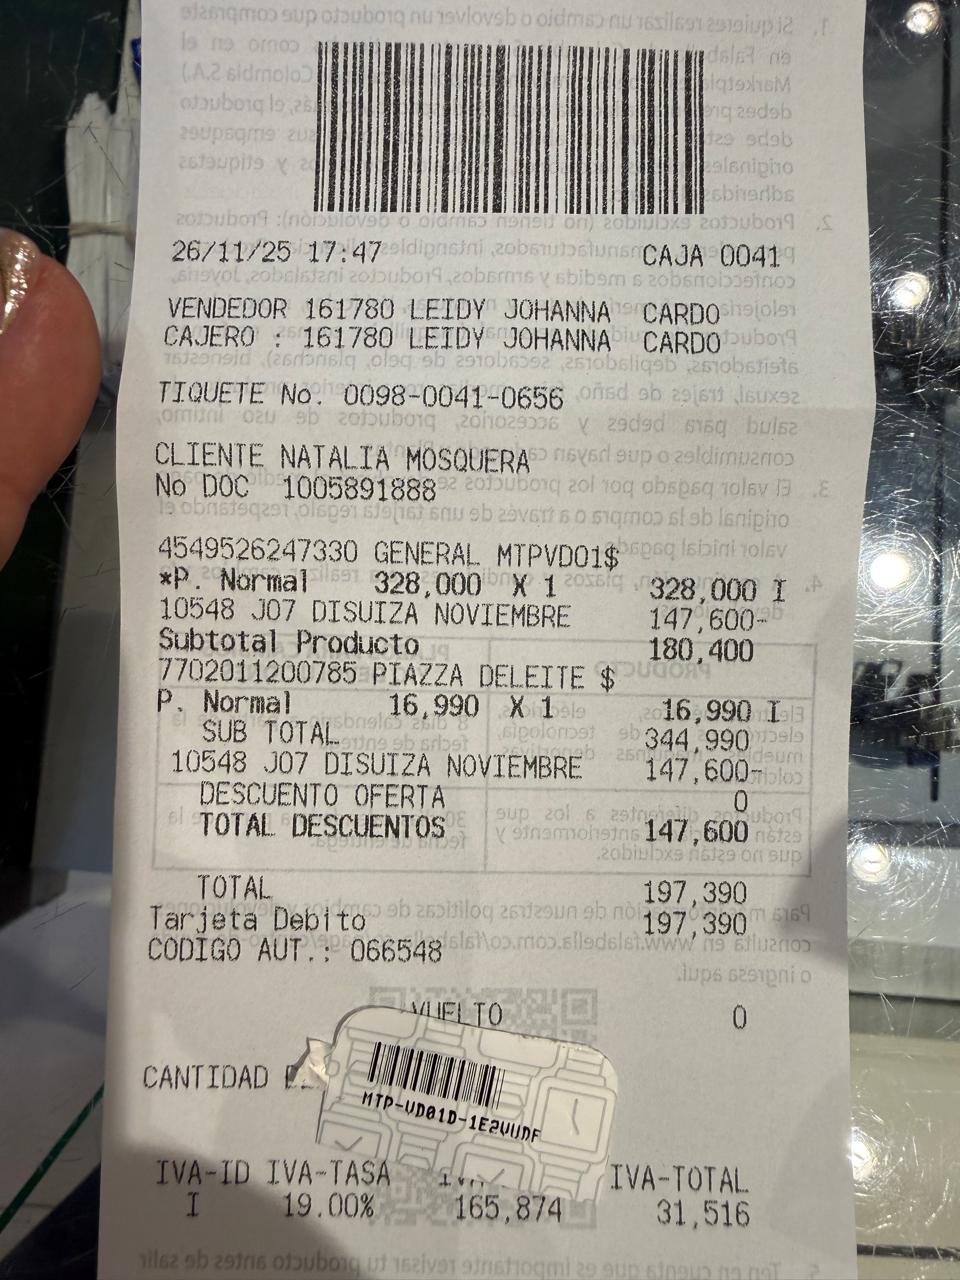 26/11/25 17:47 CAJA 0041
VENDEDOR 161780 LEIDY JOHANNA CARDO
CAJERO : 161780 LEIDY JOHANNA CARDO
TIQUETE No. 0098-0041-0656
CLIENTE NATALIA MOSQUERA
No DOC 1005891888
4549526247330 GENERAL MTPVD01$
*P. Normal 328,000 X 1 328,000 I
10548 J07 DISUIZA NOVIEMBRE 147,600-
Subtotal Producto 180,400
7702011200785 PIAZZA DELEITE $
P. Normal 16,990 X 1 16,990 I
SUB TOTAL 344,990
10548 J07 DISUIZA NOVIEMBRE 147,600-
DESCUENTO OFERTA 0
TOTAL DESCUENTOS 147,600
TOTAL 197,390
Tarjeta Debito 197,390
CODIGO AUT.: 066548
VUELTO 0
CANTIDAD
MTP-VD01D-1E2VUDF
IVA-ID IVA-TASA IVA-TOTAL
I 19.00% 165,874 31,516